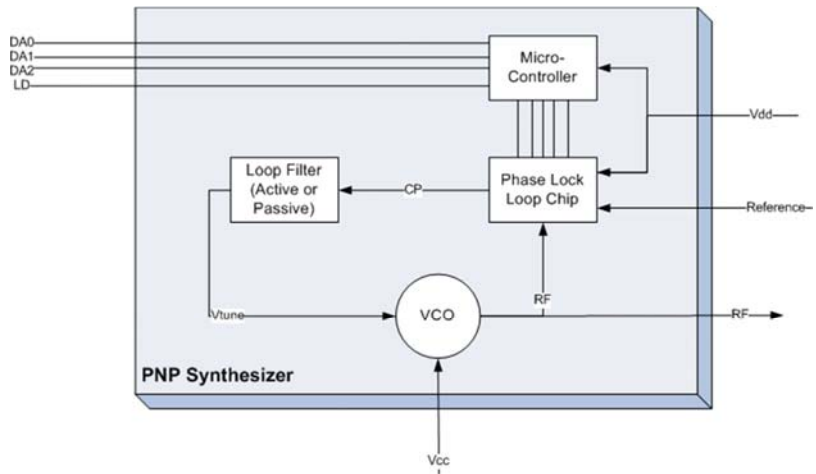 DA0
DA1
DA2
LD
Micro-
Controller
Vdd
Loop Filter
(Active or
Passive)
CP
Phase Lock
Loop Chip
Reference
RF
Vtune
VCO
RF
PNP Synthesizer
Vcc